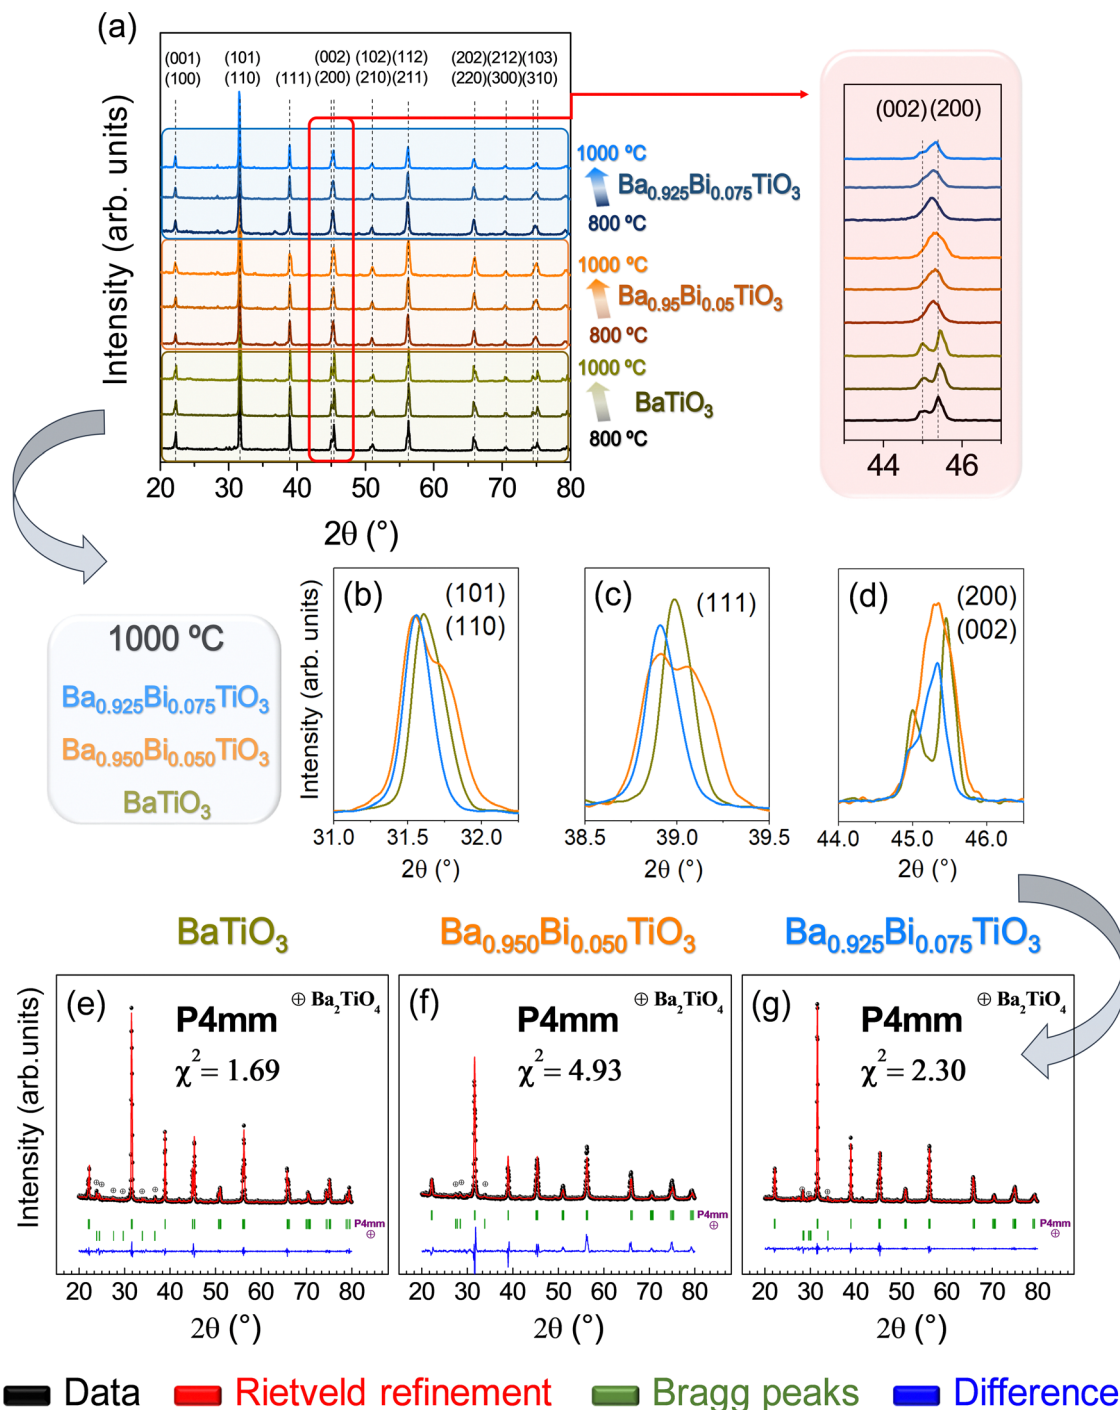 (a)
(001) (101) (002) (102) (112) (202) (212) (103)
(100) (110) (111) (200) (210) (211) (220) (300) (310)
Intensity (arb. units)
1000 ºC
Ba0.925Bi0.075TiO3
800 ºC
1000 ºC
Ba0.95Bi0.05TiO3
800 ºC
1000 ºC
BaTiO3
800 ºC
20 30 40 50 60 70 80
2θ (°)
(002) (200)
44 46
1000 ºC
Ba0.925Bi0.075TiO3
Ba0.950Bi0.050TiO3
BaTiO3
Intensity (arb. units)
(b)
(101)
(110)
31.0 31.5 32.0
2θ (°)
(c)
(111)
38.5 39.0 39.5
2θ (°)
(d)
(200)
(002)
44.0 45.0 46.0
2θ (°)
BaTiO3
Intensity (arb.units)
(e)
⊕ Ba2TiO4
P4mm
χ2= 1.69
P4mm
⊕
20 30 40 50 60 70 80
2θ (°)
Ba0.950Bi0.050TiO3
(f)
⊕ Ba2TiO4
P4mm
χ2= 4.93
P4mm
⊕
20 30 40 50 60 70 80
2θ (°)
Ba0.925Bi0.075TiO3
(g)
⊕ Ba2TiO4
P4mm
χ2= 2.30
P4mm
⊕
20 30 40 50 60 70 80
2θ (°)
Data Rietveld refinement Bragg peaks Difference